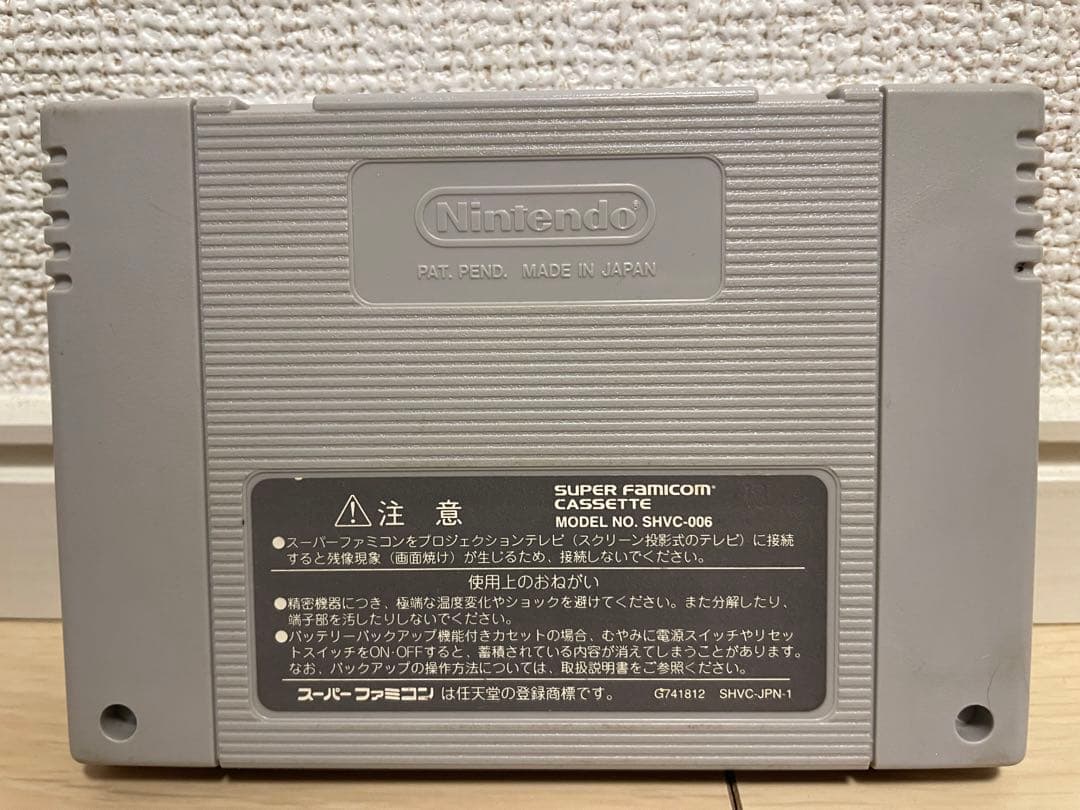 Nintendo®
PAT. PEND. MADE IN JAPAN
⚠注 意
SUPER FAMICOM®
CASSETTE
MODEL NO. SHVC-006
●スーパーファミコンをプロジェクションテレビ（スクリーン投影式のテレビ）に接続
すると残像現象（画面焼け）が生じるため、接続しないでください。
使用上のおねがい
●精密機器につき、極端な温度変化やショックを避けてください。また分解したり、
端子部を汚したりしないでください。
●バッテリーバックアップ機能付きカセットの場合、むやみに電源スイッチやリセッ
トスイッチをON·OFFすると、蓄積されている内容が消えてしまうことがあります。
なお、バックアップの操作方法については、取扱説明書をご参照ください。
スーパーファミコン は任天堂の登録商標です。 G741812 SHVC-JPN-1